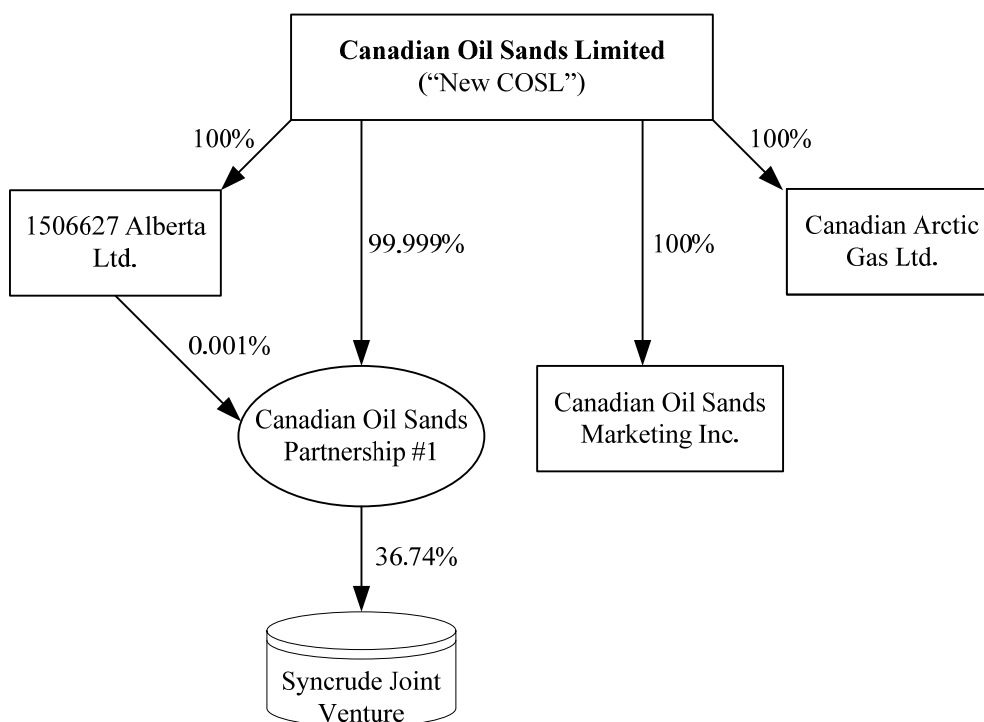 Canadian Oil Sands Limited
(“New COSL”)
100%
100%
1506627 Alberta
Ltd.
99.999%
100%
Canadian Arctic
Gas Ltd.
0.001%
Canadian Oil Sands
Partnership #1
Canadian Oil Sands
Marketing Inc.
36.74%
Syncrude Joint
Venture